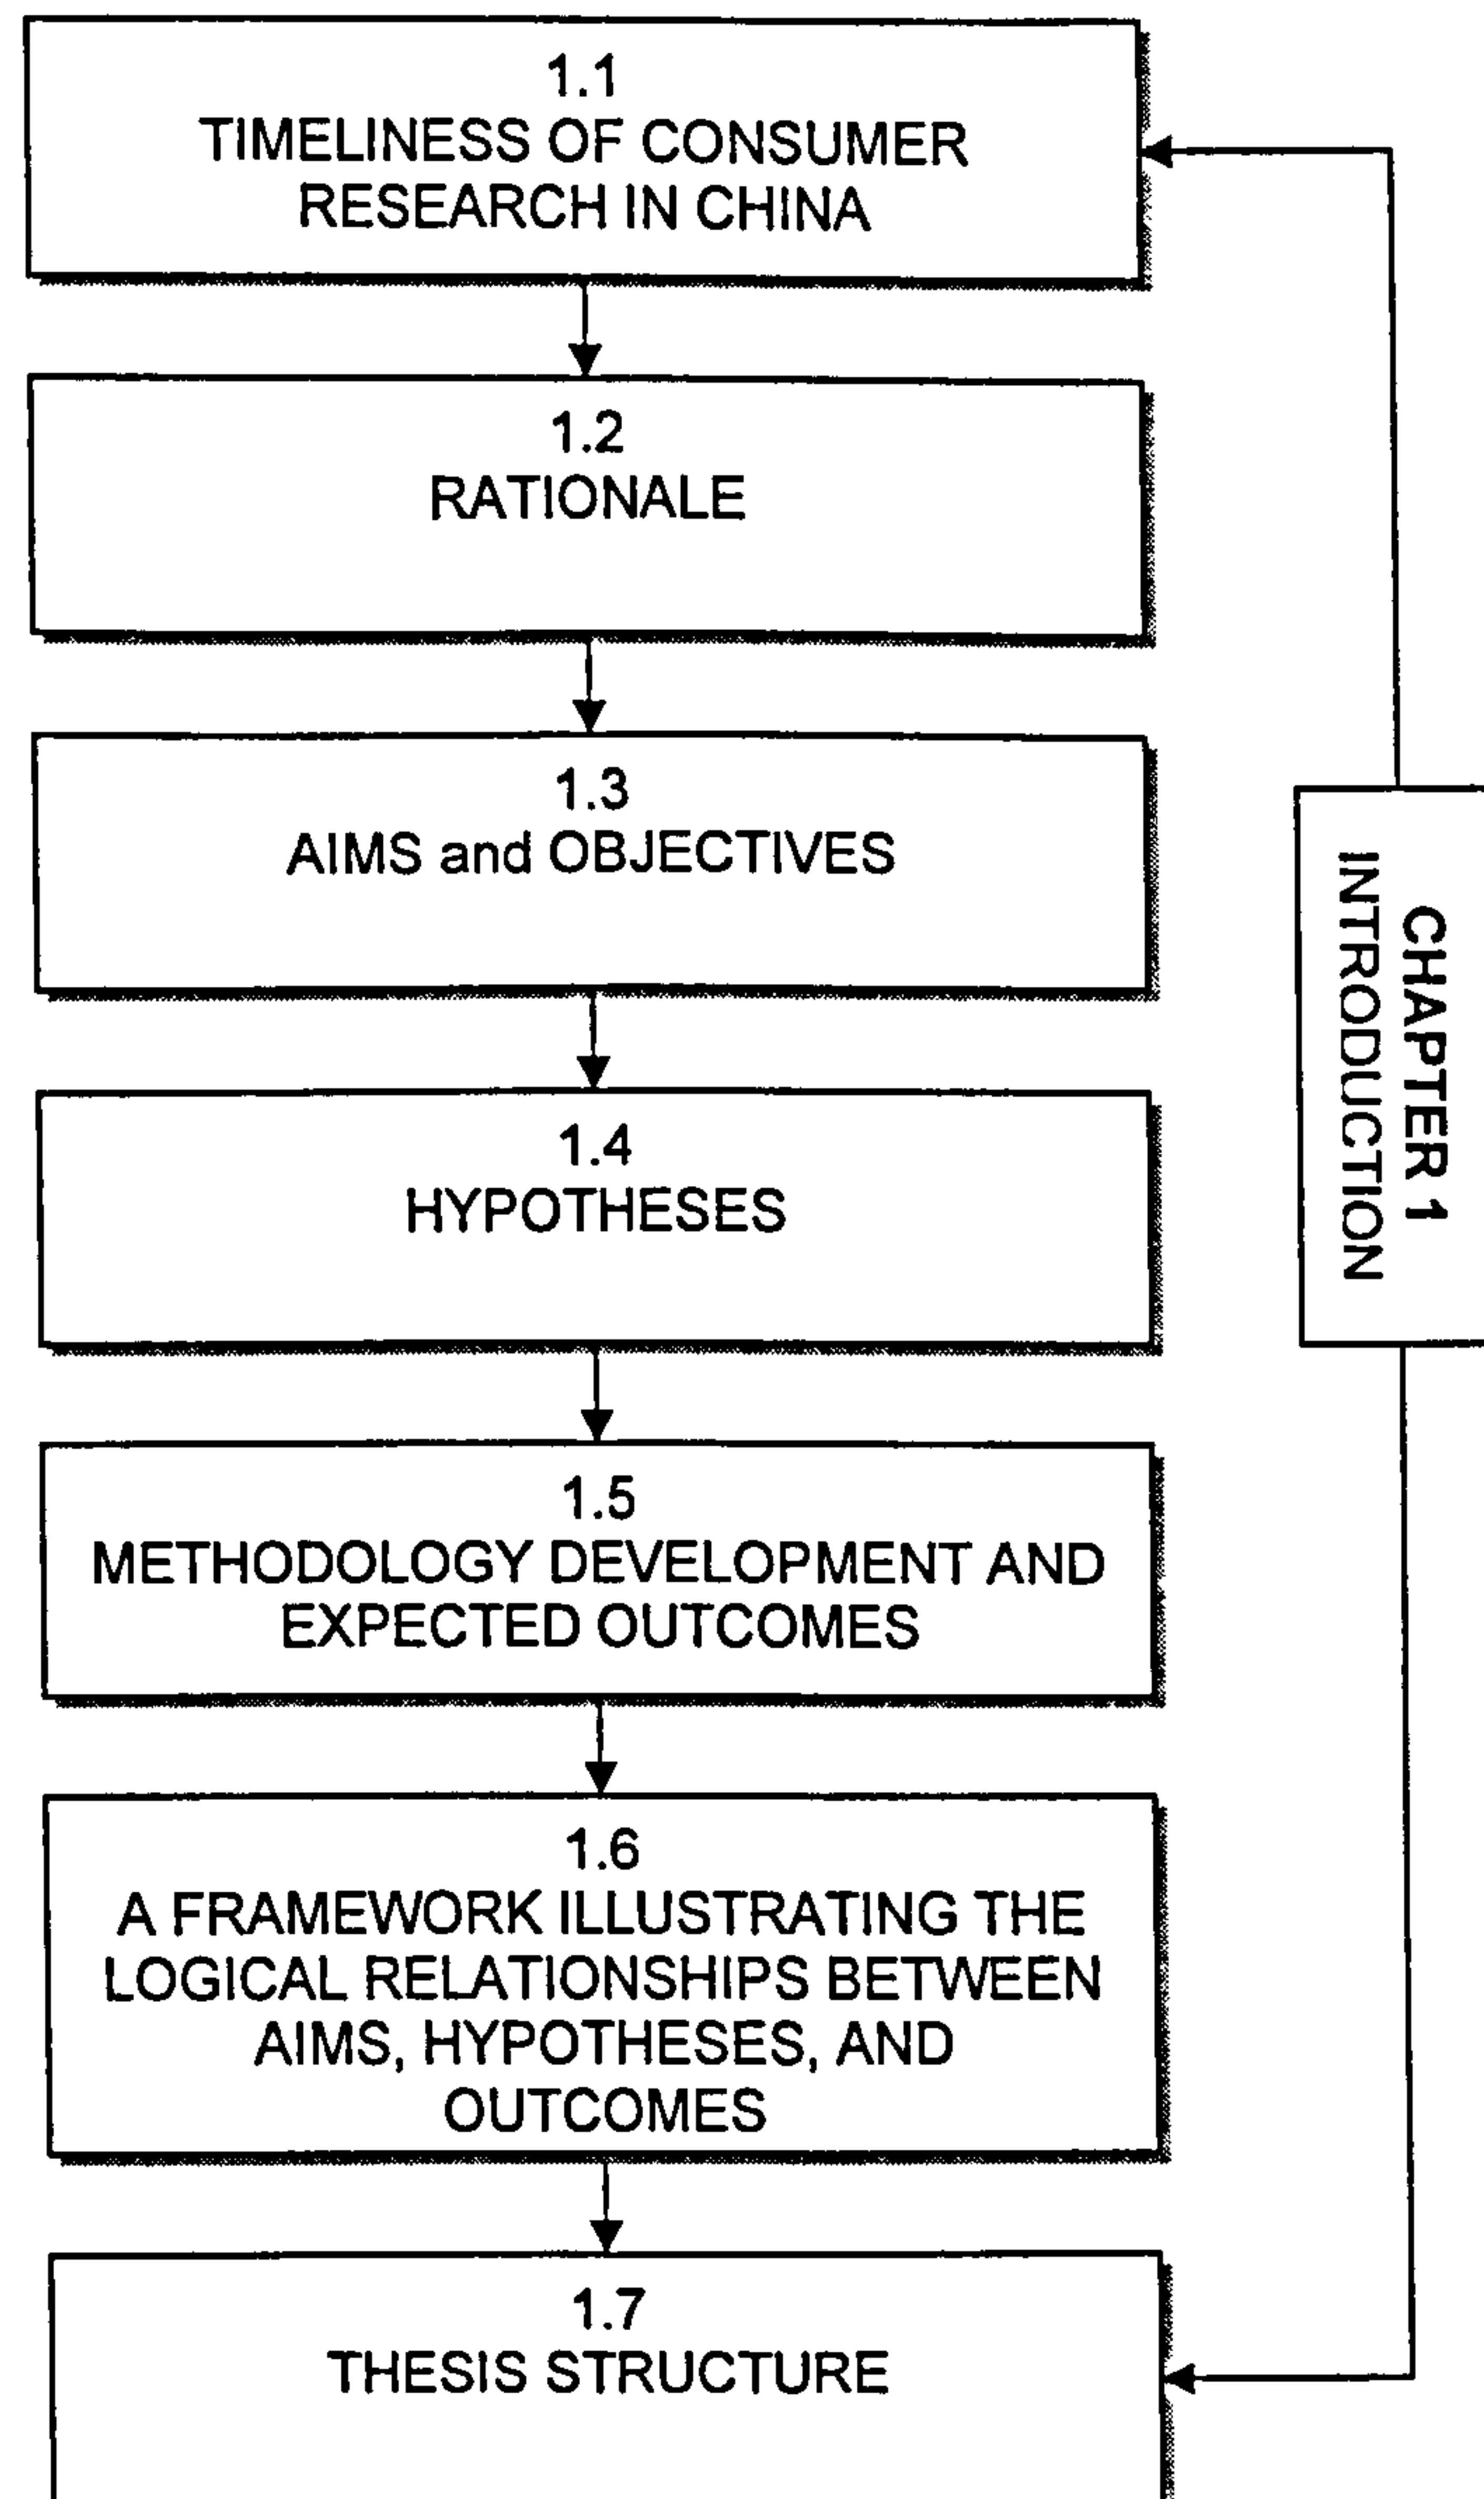 1.1
TIMELINESS OF CONSUMER
RESEARCH IN CHINA
1.2
RATIONALE
1.3
AIMS and OBJECTIVES
1.4
HYPOTHESES
1.5
METHODOLOGY DEVELOPMENT AND
EXPECTED OUTCOMES
1.6
A FRAMEWORK ILLUSTRATING THE
LOGICAL RELATIONSHIPS BETWEEN
AIMS, HYPOTHESES, AND
OUTCOMES
1.7
THESIS STRUCTURE
CHAPTER 1
INTRODUCTION